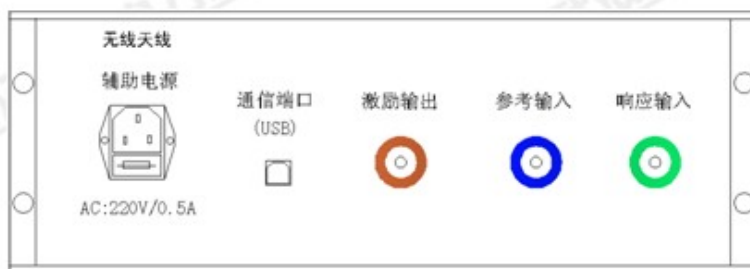 无线天线
辅助电源
通信端口
(USB)
激励输出
参考输入
响应输入
AC:220V/0.5A